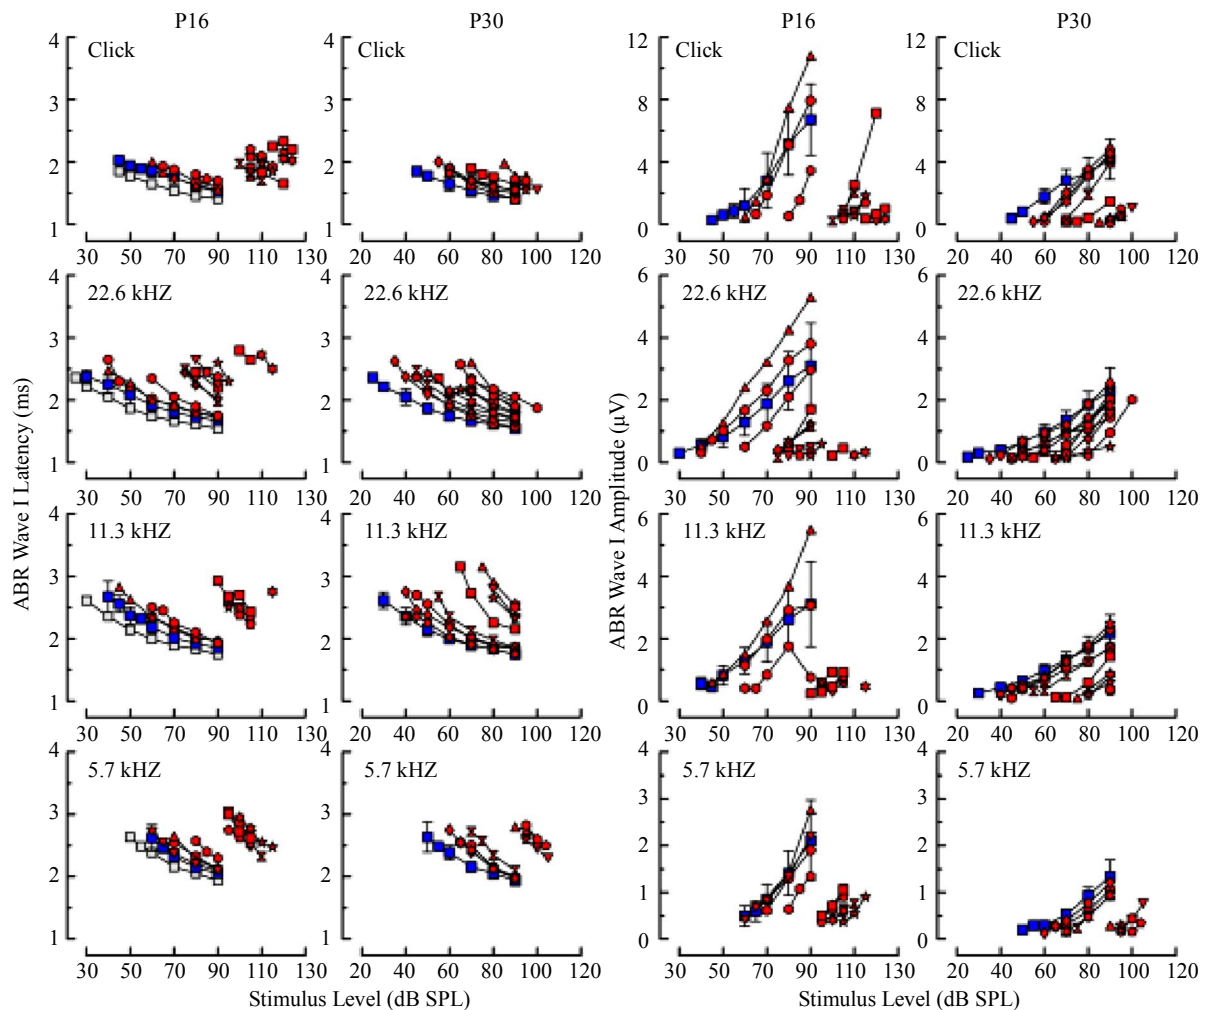 P16 P30 P16 P30
4 4 12 12
Click Click Click Click
3 3 8 8
2 2 4 4
1 1 0 0
30 50 70 90 110 130 20 40 60 80 100 120 30 50 70 90 110 130 20 40 60 80 100 120
4 4 6 6
22.6 kHZ 22.6 kHZ 22.6 kHZ 22.6 kHZ
3 3 4 4
2 2 2 2
1 1 0 0
30 50 70 90 110 130 20 40 60 80 100 120 30 50 70 90 110 130 20 40 60 80 100 120
ABR Wave I Latency (ms) ABR Wave I Amplitude (μV)
4 4 6 6
11.3 kHZ 11.3 kHZ 11.3 kHZ 11.3 kHZ
3 3 4 4
2 2 2 2
1 1 0 0
30 50 70 90 110 130 20 40 60 80 100 120 30 50 70 90 110 130 20 40 60 80 100 120
4 4 4 4
5.7 kHZ 5.7 kHZ 5.7 kHZ 5.7 kHZ
3 3 3 3
2 2 2 2
1 1 1 1
0 0
30 50 70 90 110 130 20 40 60 80 100 120 30 50 70 90 110 130 20 40 60 80 100 120
Stimulus Level (dB SPL) Stimulus Level (dB SPL)